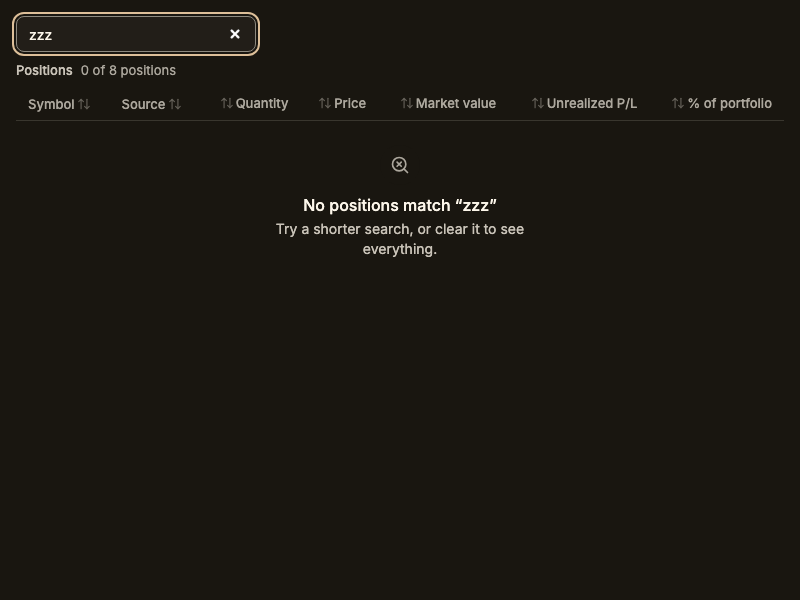 zzz
Positions 0 of 8 positions
Symbol Source Quantity Price Market value Unrealized P/L % of portfolio
No positions match “zzz”
Try a shorter search, or clear it to see
everything.